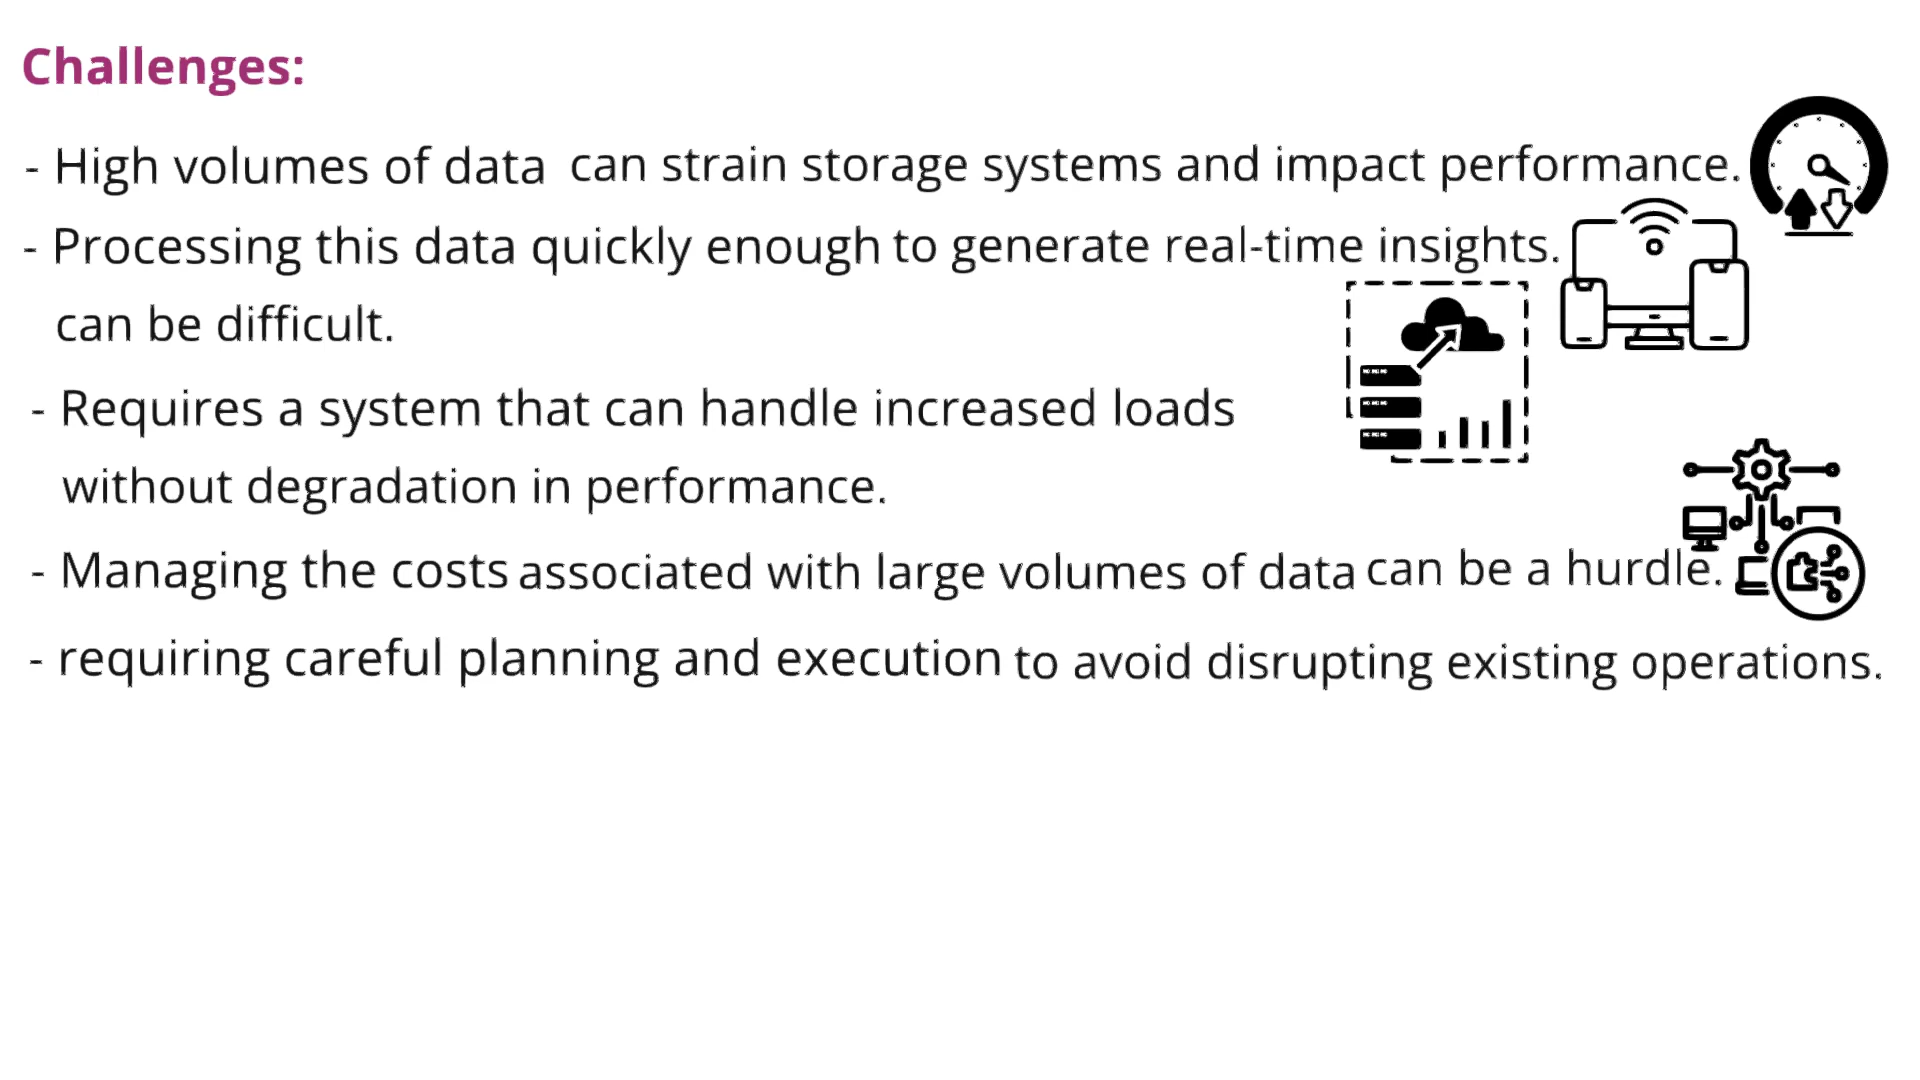 Challenges:
- High volumes of data can strain storage systems and impact performance.
- Processing this data quickly enough to generate real-time insights.
can be difficult.
- Requires a system that can handle increased loads
without degradation in performance.
- Managing the costs associated with large volumes of data can be a hurdle.
- requiring careful planning and execution to avoid disrupting existing operations.